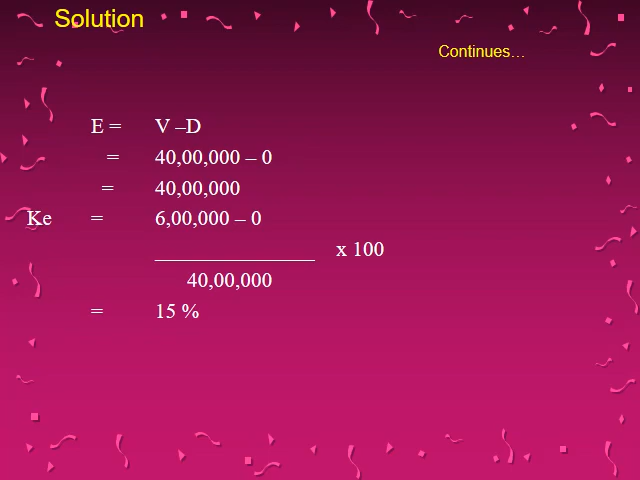 Solution
Continues…
E = V –D
= 40,00,000 – 0
= 40,00,000
Ke = 6,00,000 – 0
_______________ x 100
40,00,000
= 15 %